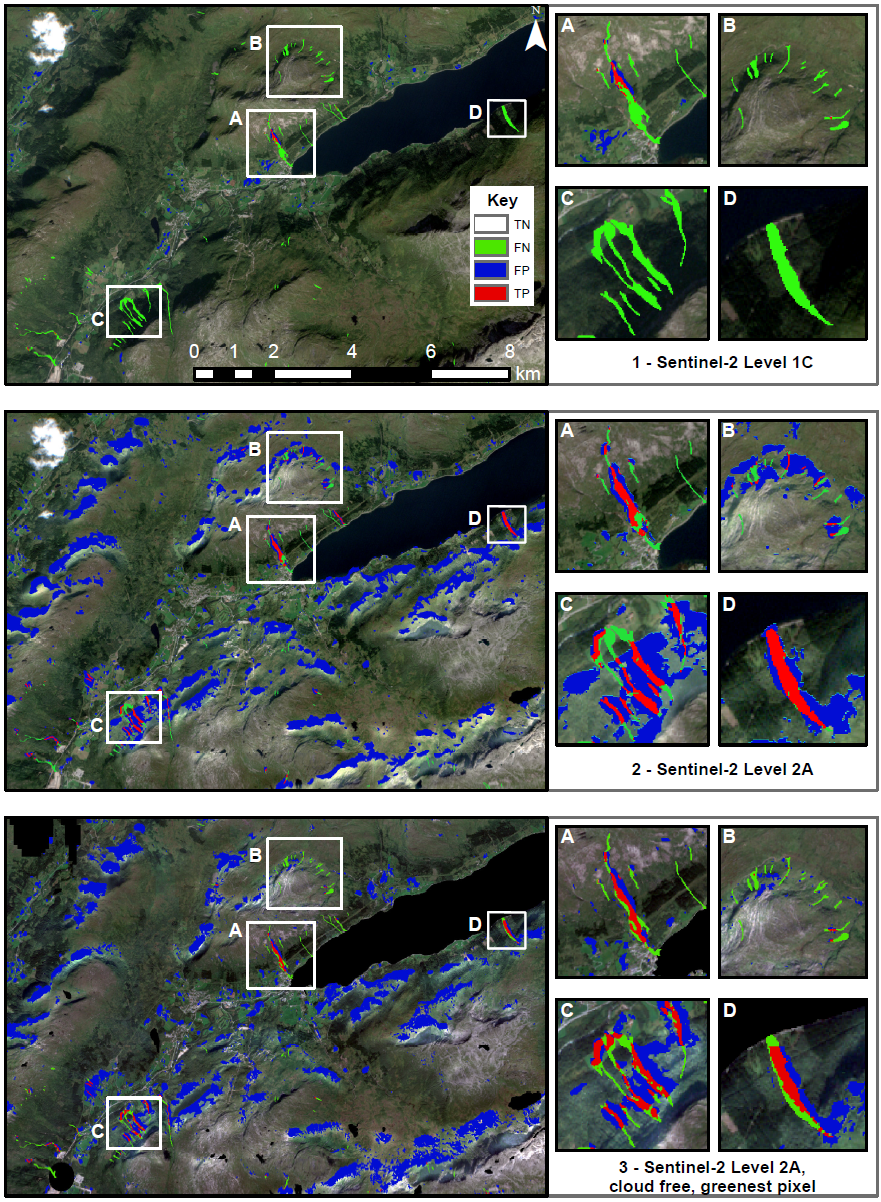 N
B
A
D
C
Key
TN
FN
FP
TP
0 1 2 4 6 8
km
A
B
C
D
1 - Sentinel-2 Level 1C
B
A
D
C
A
B
C
D
2 - Sentinel-2 Level 2A
B
A
D
C
A
B
C
D
3 - Sentinel-2 Level 2A,
cloud free, greenest pixel